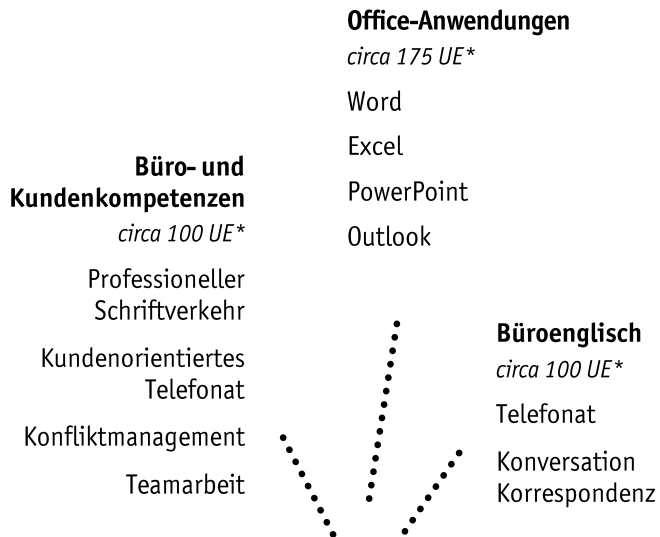 Office-Anwendungen
circa 175 UE*
Word
Excel
PowerPoint
Outlook
Büro- und
Kundenkompetenzen
circa 100 UE*
Professioneller
Schriftverkehr
Kundenorientiertes
Telefonat
Konfliktmanagement
Teamarbeit
Büroenglisch
circa 100 UE*
Telefonat
Konversation
Korrespondenz